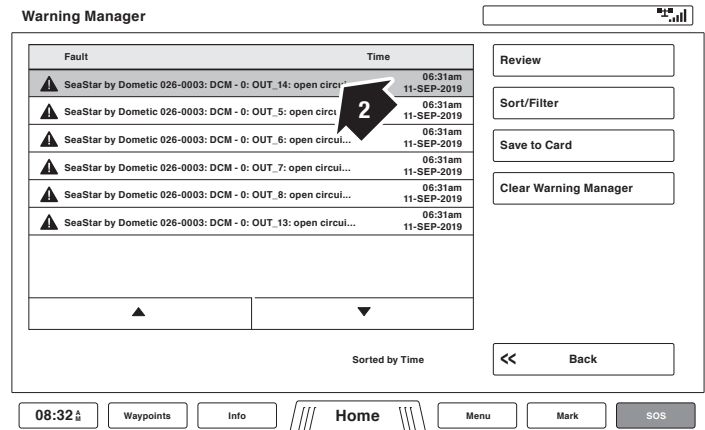 Warning Manager
Fault Time
SeaStar by Dometic 026-0003: DCM - 0: OUT_14: open circui... 06:31am
11-SEP-2019
SeaStar by Dometic 026-0003: DCM - 0: OUT_5: open 06:31am
11-SEP-2019
2
SeaStar by Dometic 026-0003: DCM - 0: OUT_6: open circui... 06:31am
11-SEP-2019
SeaStar by Dometic 026-0003: DCM - 0: OUT_7: open circui... 06:31am
11-SEP-2019
SeaStar by Dometic 026-0003: DCM - 0: OUT_8: open circui... 06:31am
11-SEP-2019
SeaStar by Dometic 026-0003: DCM - 0: OUT_13: open circui... 06:31am
11-SEP-2019
Sorted by Time
Review
Sort/Filter
Save to Card
Clear Warning Manager
<< Back
08:32 AM Waypoints Info Home Menu Mark SOS